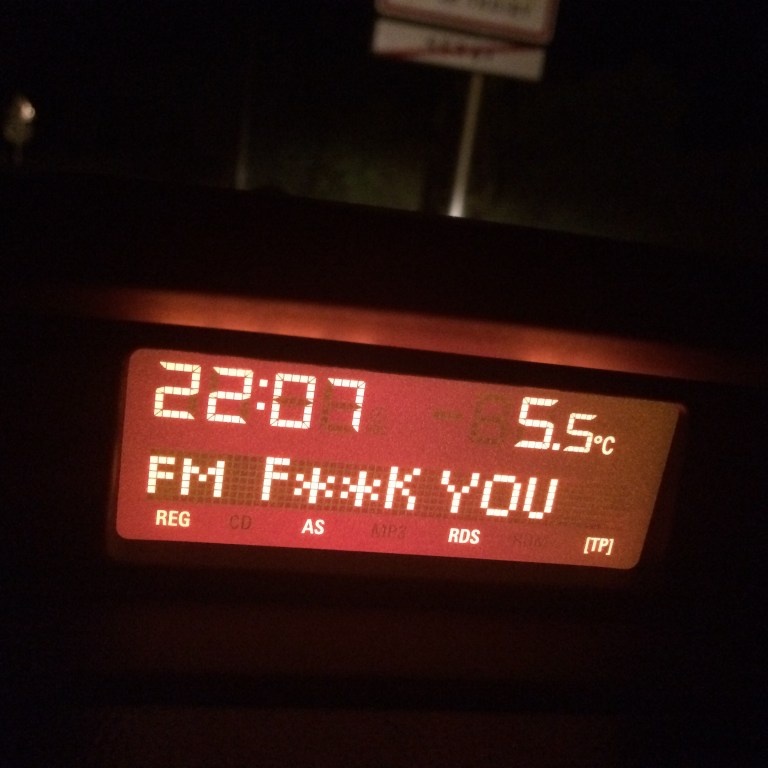 22:07 5.5°C
FM F**K YOU
REG CD AS MP3 RDS [TP]